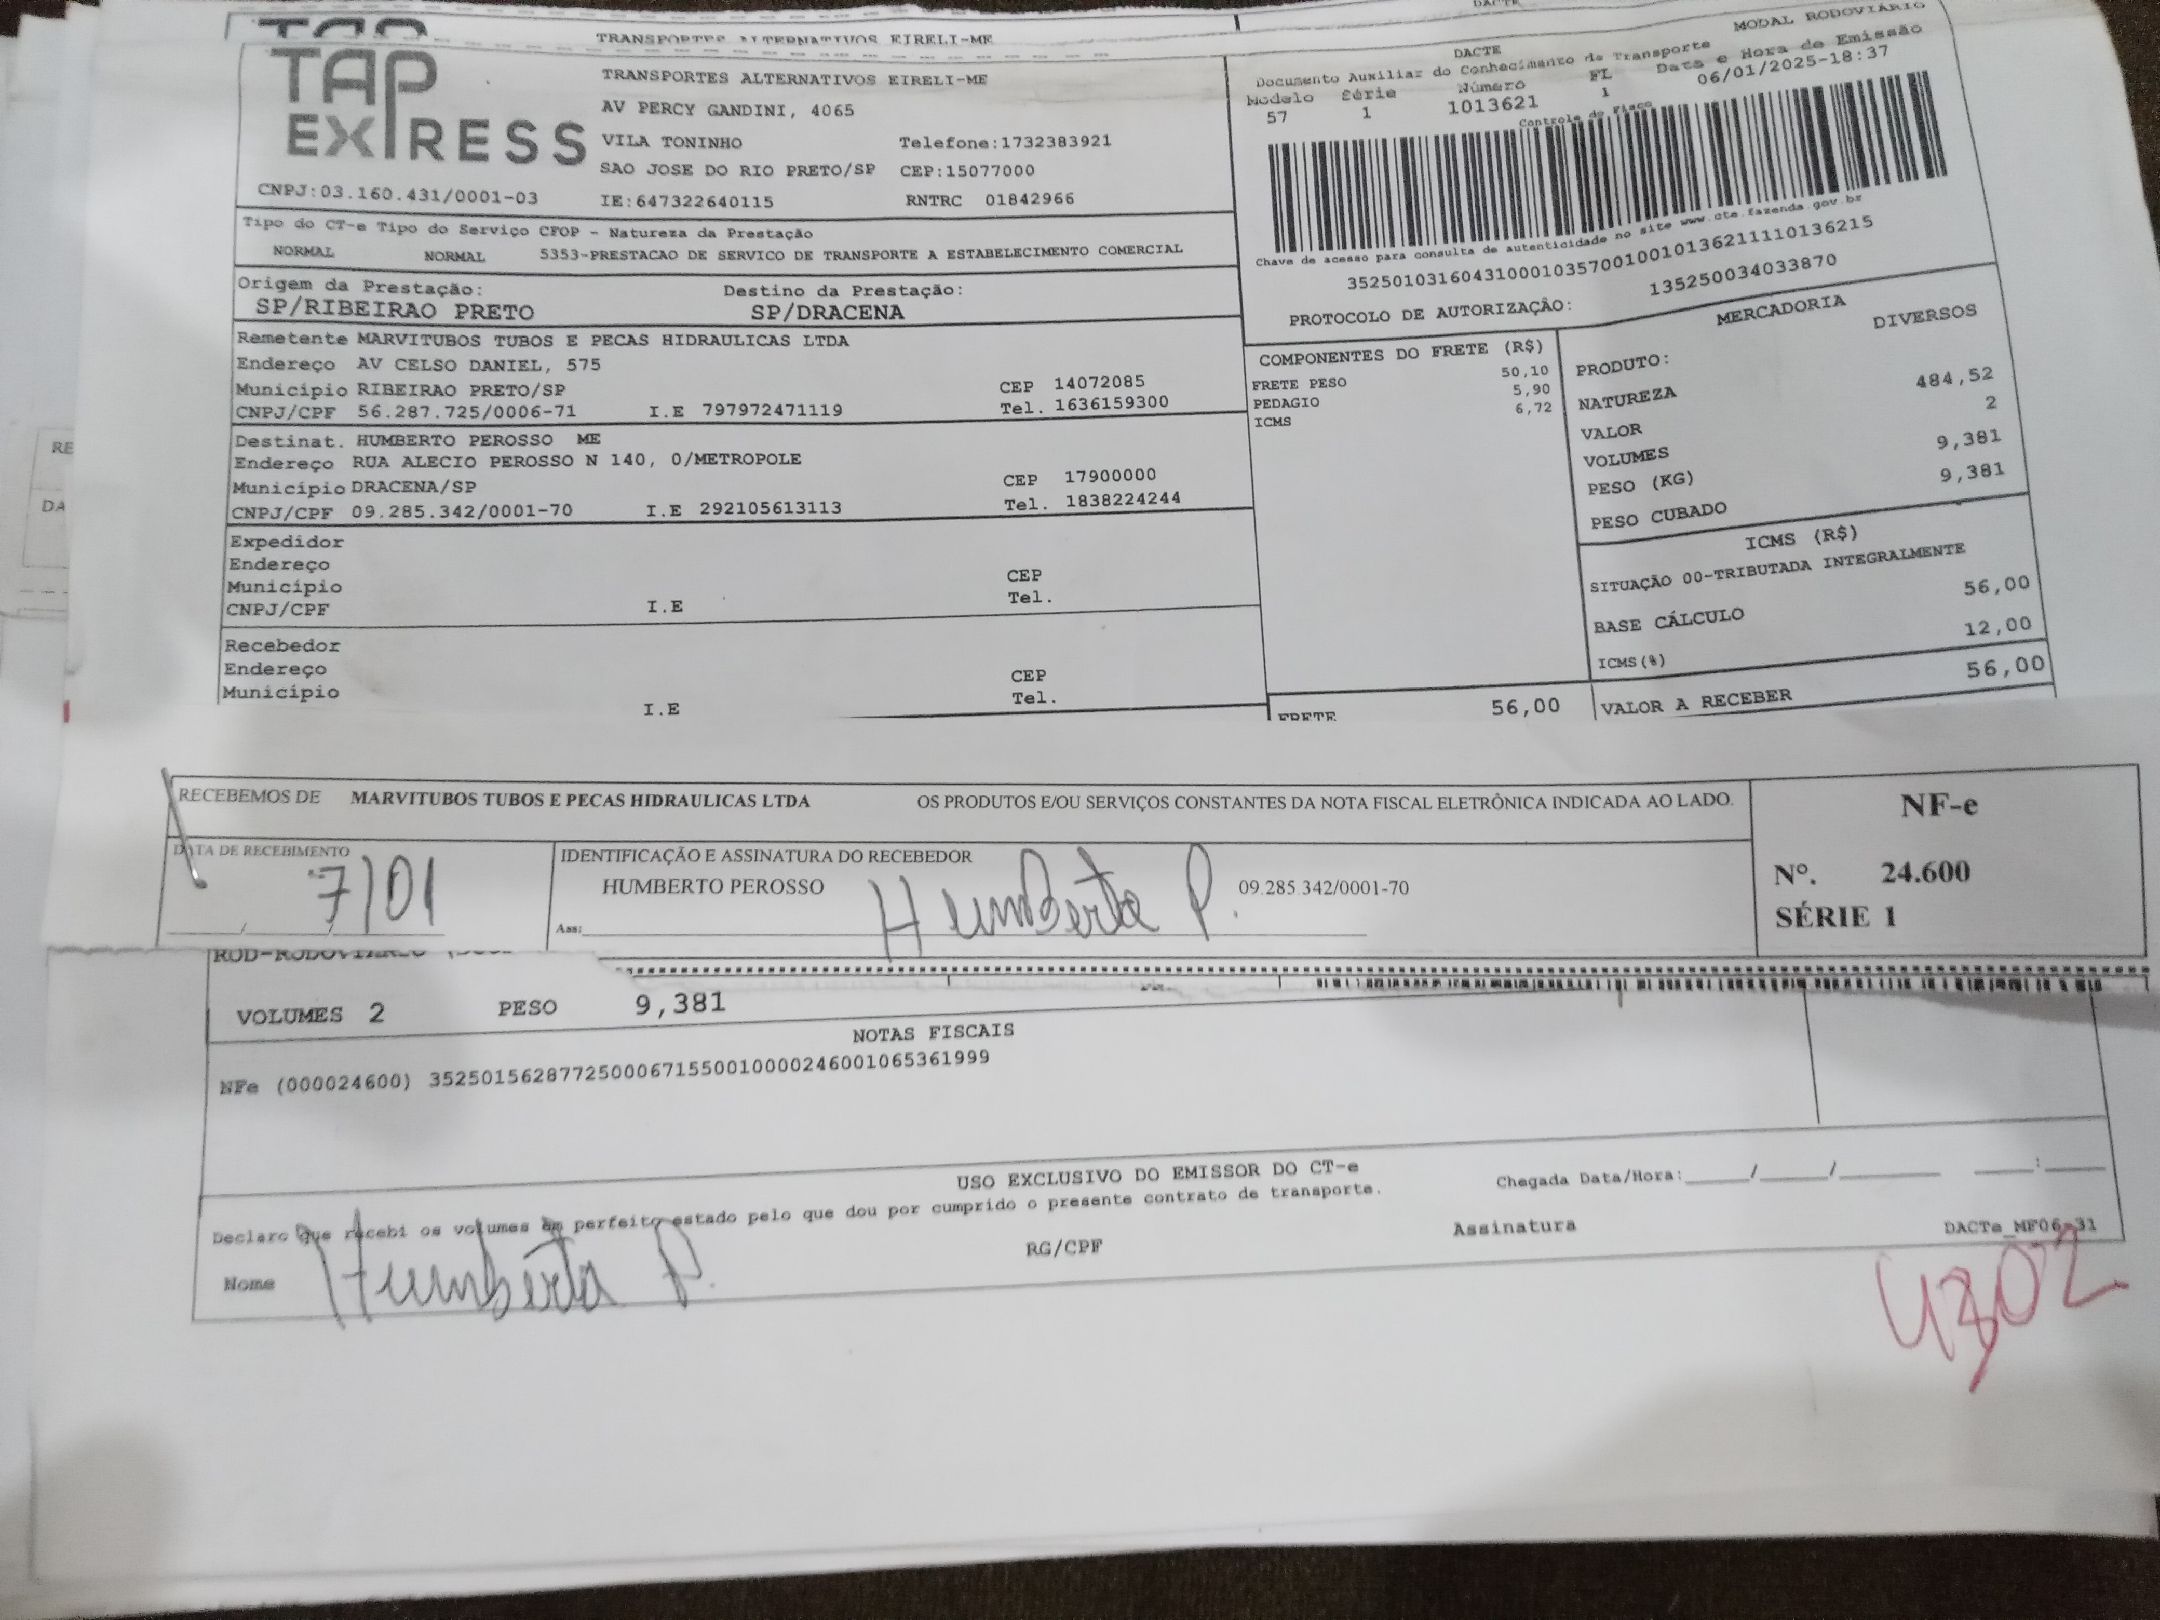 TRANSPORTES ALTERNATIVOS EIRELI-ME
TAP EXPRESS
TRANSPORTES ALTERNATIVOS EIRELI-ME
AV PERCY GANDINI, 4065
VILA TONINHO Telefone:1732383921
SAO JOSE DO RIO PRETO/SP CEP:15077000
CNPJ:03.160.431/0001-03 IE:647322640115 RNTRC 01842966
DACTE MODAL RODOVIÁRIO
Documento Auxiliar do Conhecimento de Transporte
Modelo Série Número FL Data e Hora de Emissão
57 1 1013621 1 06/01/2025-18:37
Controle do Fisco
Chave de acesso para consulta de autenticidade no site www.cte.fazenda.gov.br
35250103160431000103570010010136211110136215
PROTOCOLO DE AUTORIZAÇÃO: 135250034033870
Tipo do CT-e Tipo do Serviço CFOP - Natureza da Prestação
NORMAL NORMAL 5353-PRESTACAO DE SERVICO DE TRANSPORTE A ESTABELECIMENTO COMERCIAL
Origem da Prestação: Destino da Prestação:
SP/RIBEIRAO PRETO SP/DRACENA
Remetente MARVITUBOS TUBOS E PECAS HIDRAULICAS LTDA
Endereço AV CELSO DANIEL, 575
Município RIBEIRAO PRETO/SP CEP 14072085
CNPJ/CPF 56.287.725/0006-71 I.E 797972471119 Tel. 1636159300
Destinat. HUMBERTO PEROSSO ME
Endereço RUA ALECIO PEROSSO N 140, 0/METROPOLE
Município DRACENA/SP CEP 17900000
CNPJ/CPF 09.285.342/0001-70 I.E 292105613113 Tel. 1838224244
Expedidor
Endereço
Município CEP
CNPJ/CPF I.E Tel.
Recebedor
Endereço
Município CEP
I.E Tel.
COMPONENTES DO FRETE (R$)
FRETE PESO 50,10
PEDAGIO 5,90
ICMS 6,72
FRETE 56,00
MERCADORIA
PRODUTO: DIVERSOS
NATUREZA
VALOR 484,52
VOLUMES 2
PESO (KG) 9,381
PESO CUBADO 9,381
ICMS (R$)
SITUAÇÃO 00-TRIBUTADA INTEGRALMENTE
BASE CÁLCULO 56,00
ICMS(%) 12,00
VALOR A RECEBER 56,00
RECEBEMOS DE MARVITUBOS TUBOS E PECAS HIDRAULICAS LTDA OS PRODUTOS E/OU SERVIÇOS CONSTANTES DA NOTA FISCAL ELETRÔNICA INDICADA AO LADO.
DATA DE RECEBIMENTO
7/01
IDENTIFICAÇÃO E ASSINATURA DO RECEBEDOR
HUMBERTO PEROSSO 09.285.342/0001-70
Ass: Humberto P.
NF-e
Nº. 24.600
SÉRIE 1
VOLUMES 2 PESO 9,381
NOTAS FISCAIS
NFe (000024600) 35250156287725000671550010000246001065361999
USO EXCLUSIVO DO EMISSOR DO CT-e
Declaro que recebi os volumes em perfeito estado pelo que dou por cumprido o presente contrato de transporte.
Chegada Data/Hora:____/____/____ ____:____
Nome Humberto P. RG/CPF Assinatura
DACTe_MF06-31